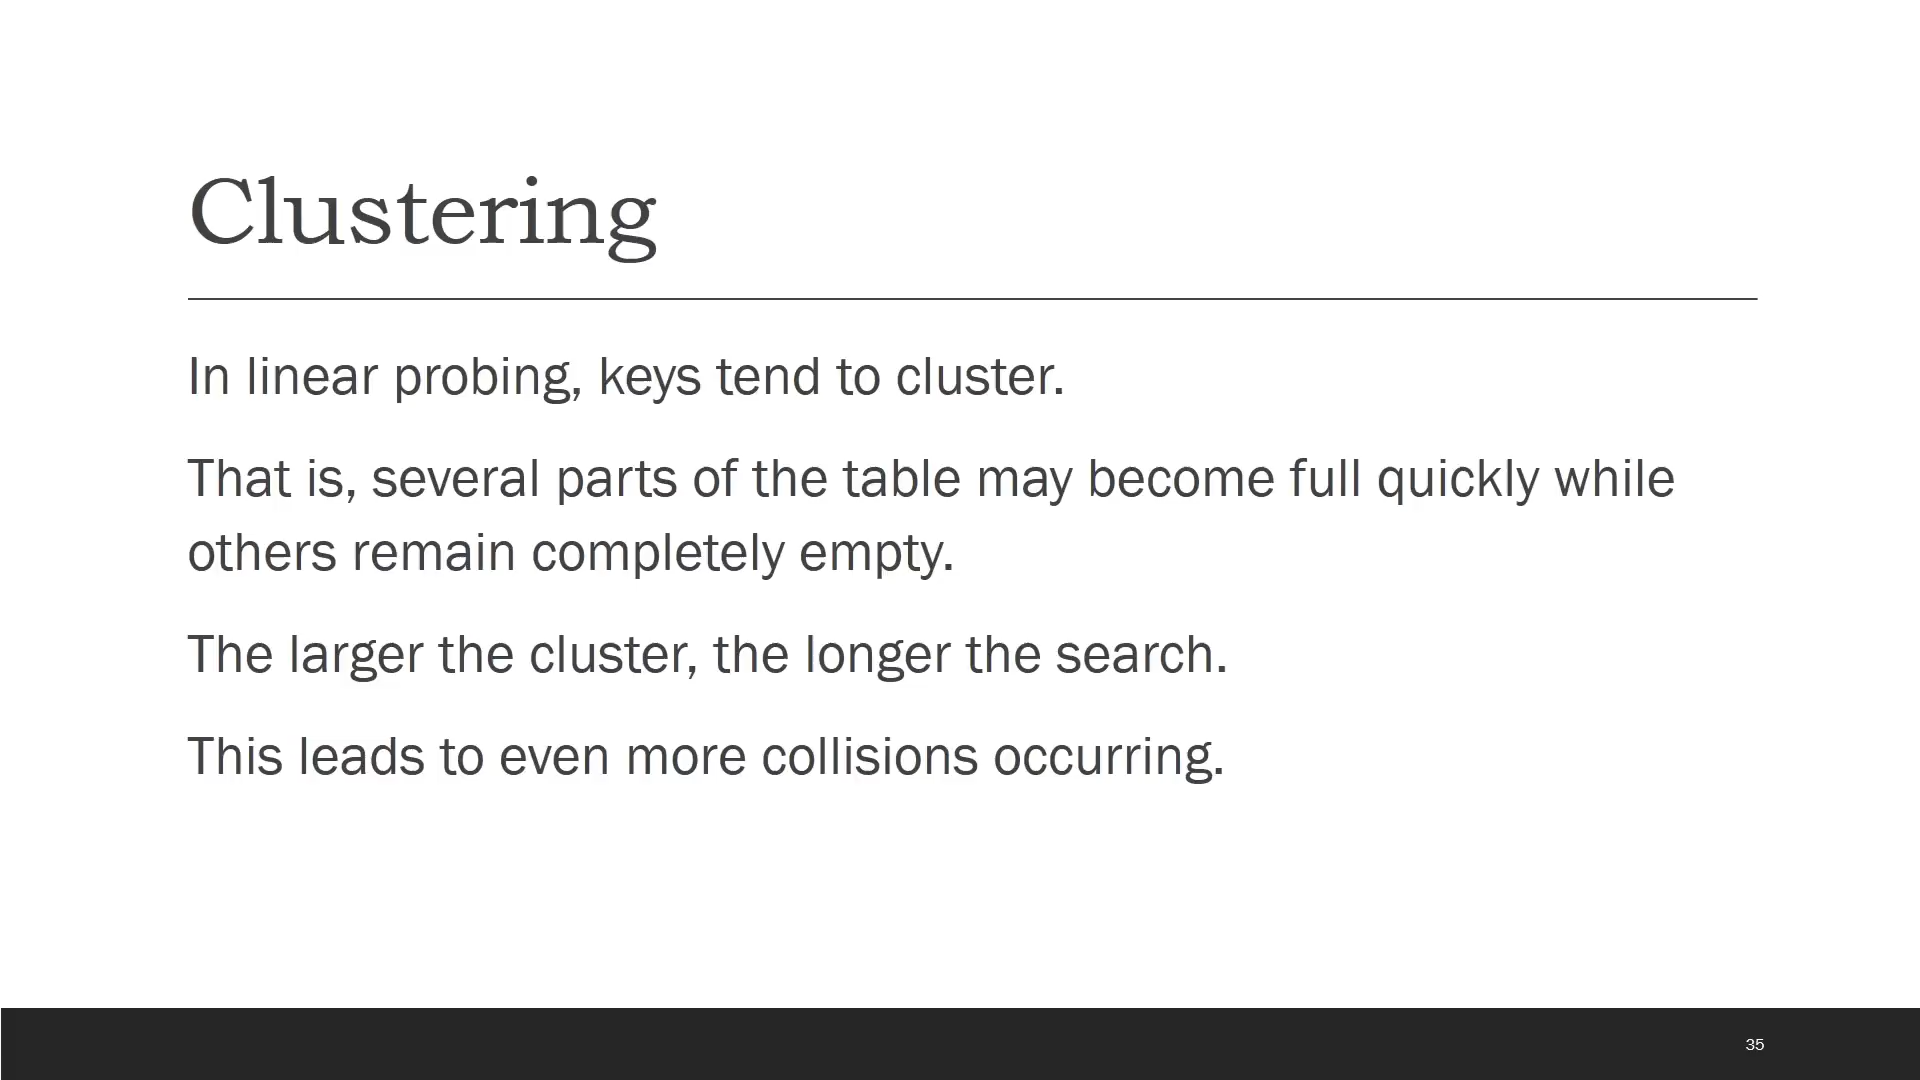 Clustering
In linear probing, keys tend to cluster.
That is, several parts of the table may become full quickly while
others remain completely empty.
The larger the cluster, the longer the search.
This leads to even more collisions occurring.
35